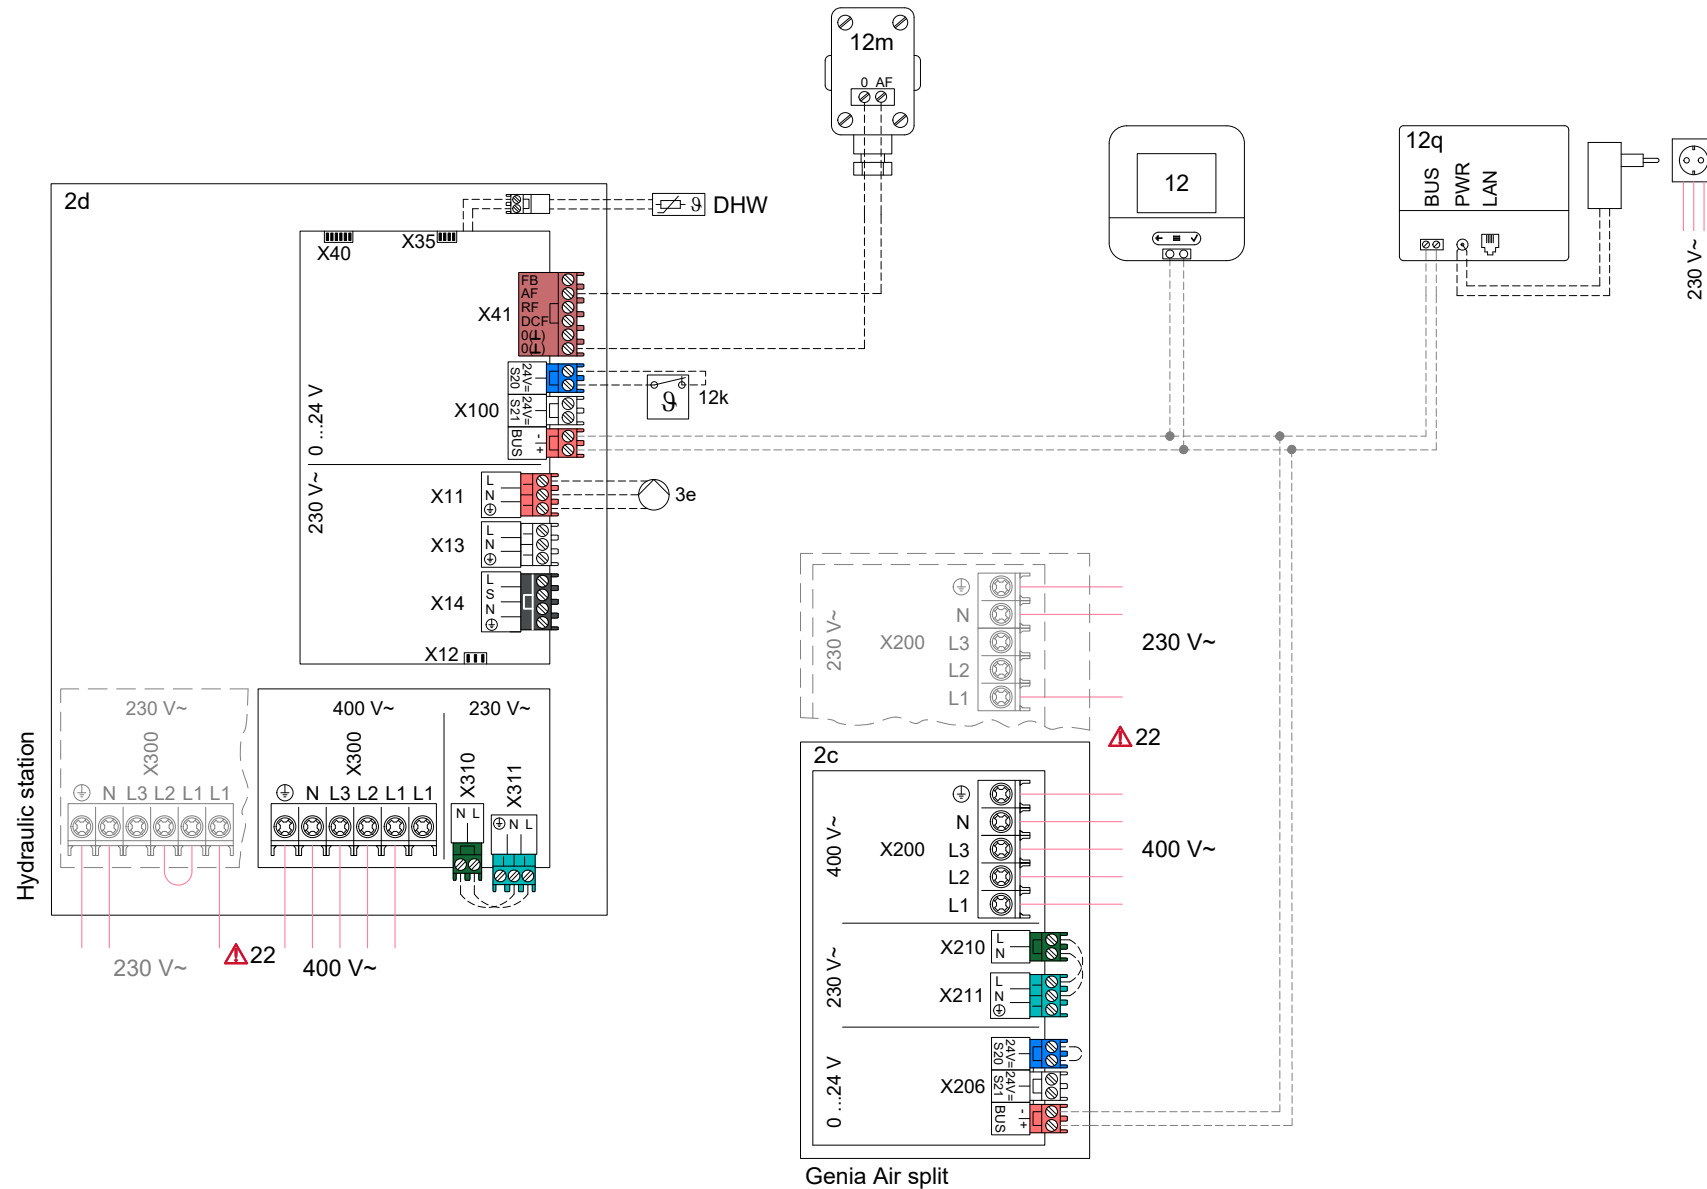 12m
0 AF
2d
DHW
X40
X35
FB
AF
RF
DCF
0(⊥)
0(⊥)
X41
24V=
S20
12k
24V=
S21
X100
BUS
-
+
0 ...24 V
230 V~
X11
L
N
3e
X13
L
N
X14
L
S
N
X12
12
12q
BUS
PWR
LAN
230 V~
230 V~
X300
N L3 L2 L1 L1
230 V~
22
400 V~
X300
N L3 L2 L1 L1
400 V~
230 V~
X310
N L
X311
N L
Hydraulic station
230 V~
X200
N
L3
L2
L1
230 V~
22
2c
400 V~
X200
N
L3
L2
L1
400 V~
230 V~
X210
L
N
X211
L
N
0 ...24 V
X206
24V=
S20
24V=
S21
BUS
-
+
Genia Air split